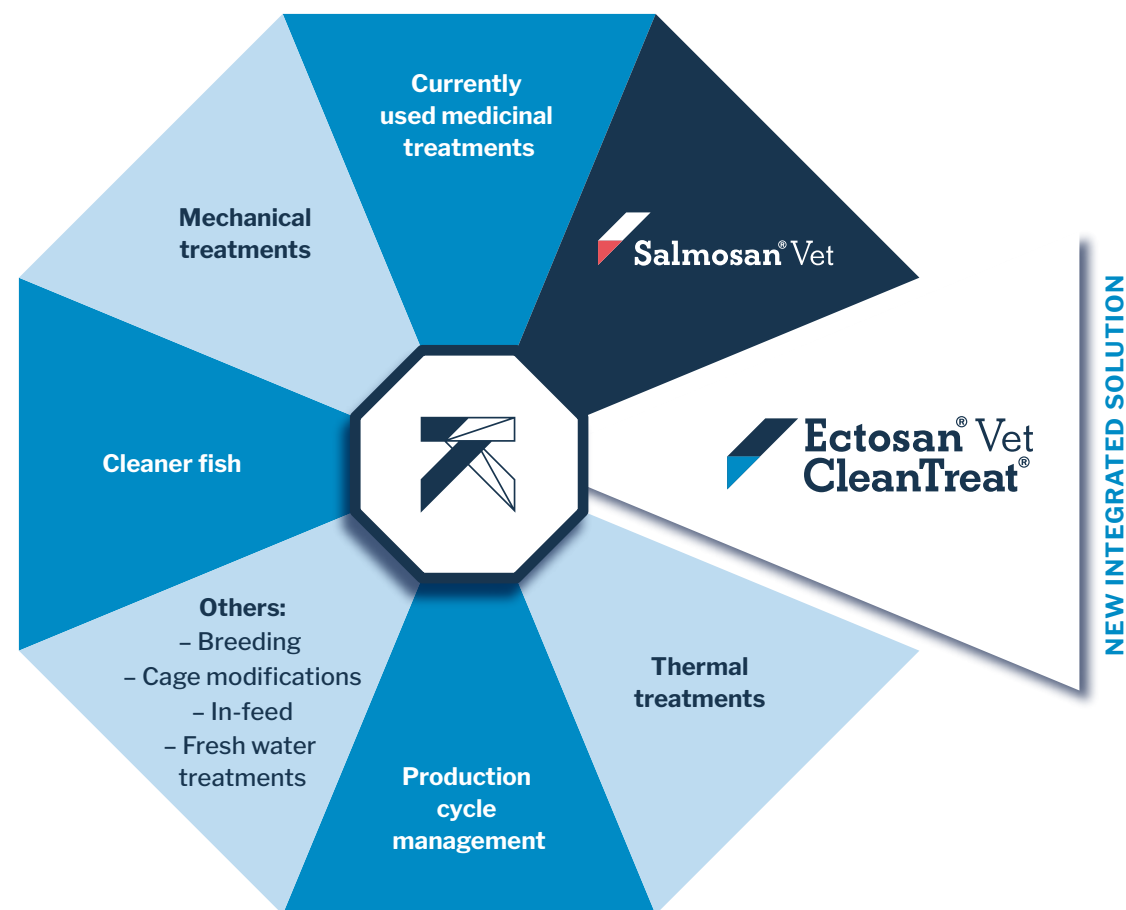 Currently
used medicinal
treatments
Mechanical
treatments
Salmosan® Vet
Cleaner fish
Ectosan® Vet
CleanTreat®
NEW INTEGRATED SOLUTION
Others:
– Breeding
– Cage modifications
– In-feed
– Fresh water
treatments
Thermal
treatments
Production
cycle
management